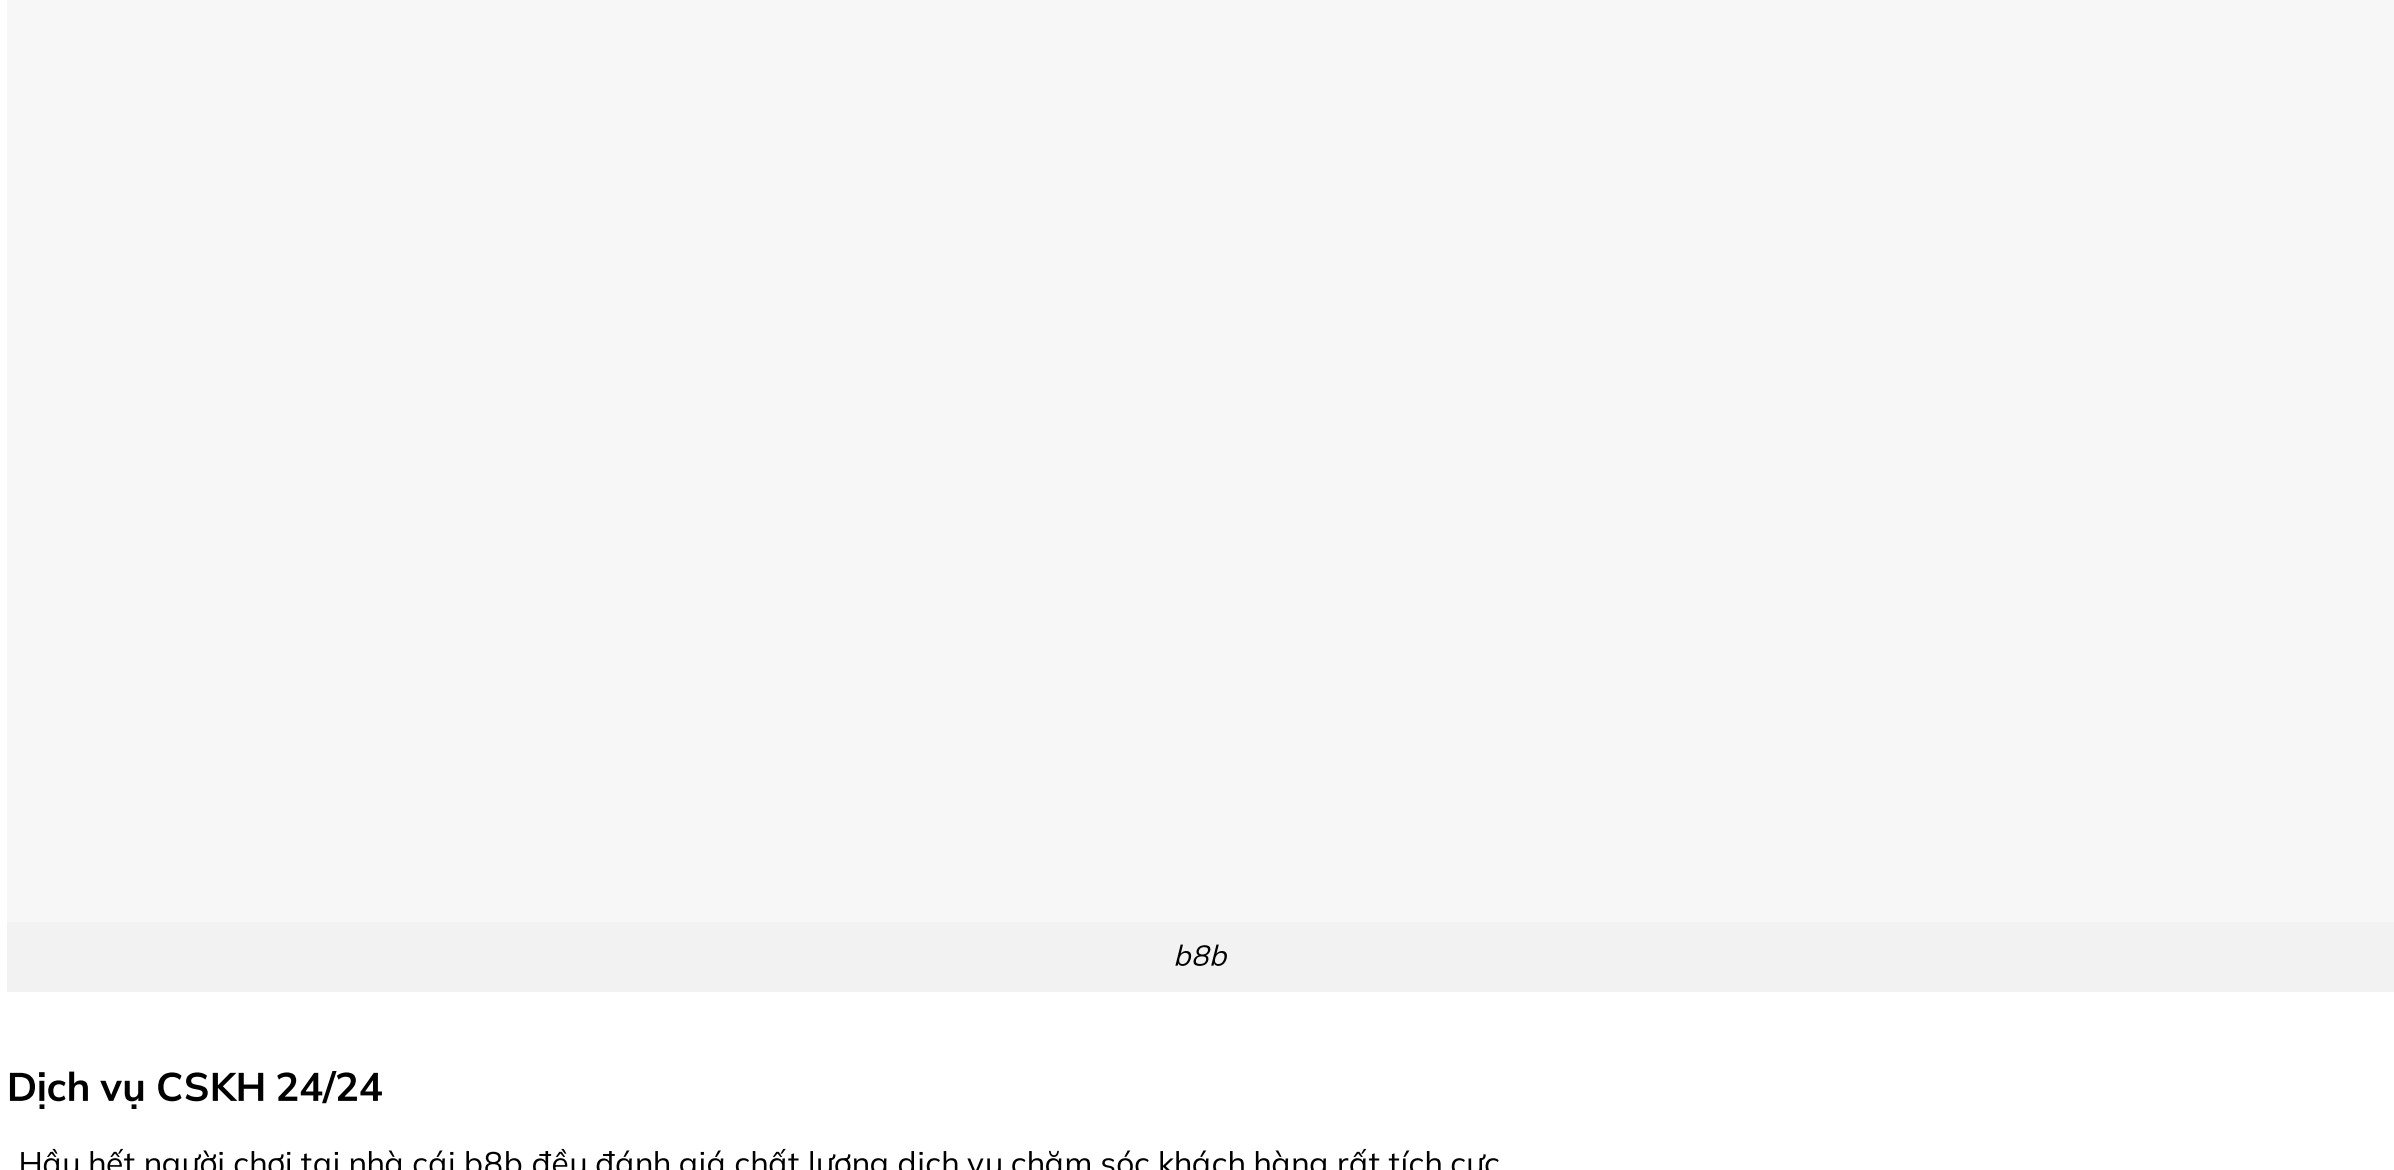 b8b
Dịch vụ CSKH 24/24
Hầu hết người chơi tại nhà cái b8b đều đánh giá chất lượng dịch vụ chăm sóc khách hàng rất tích cực